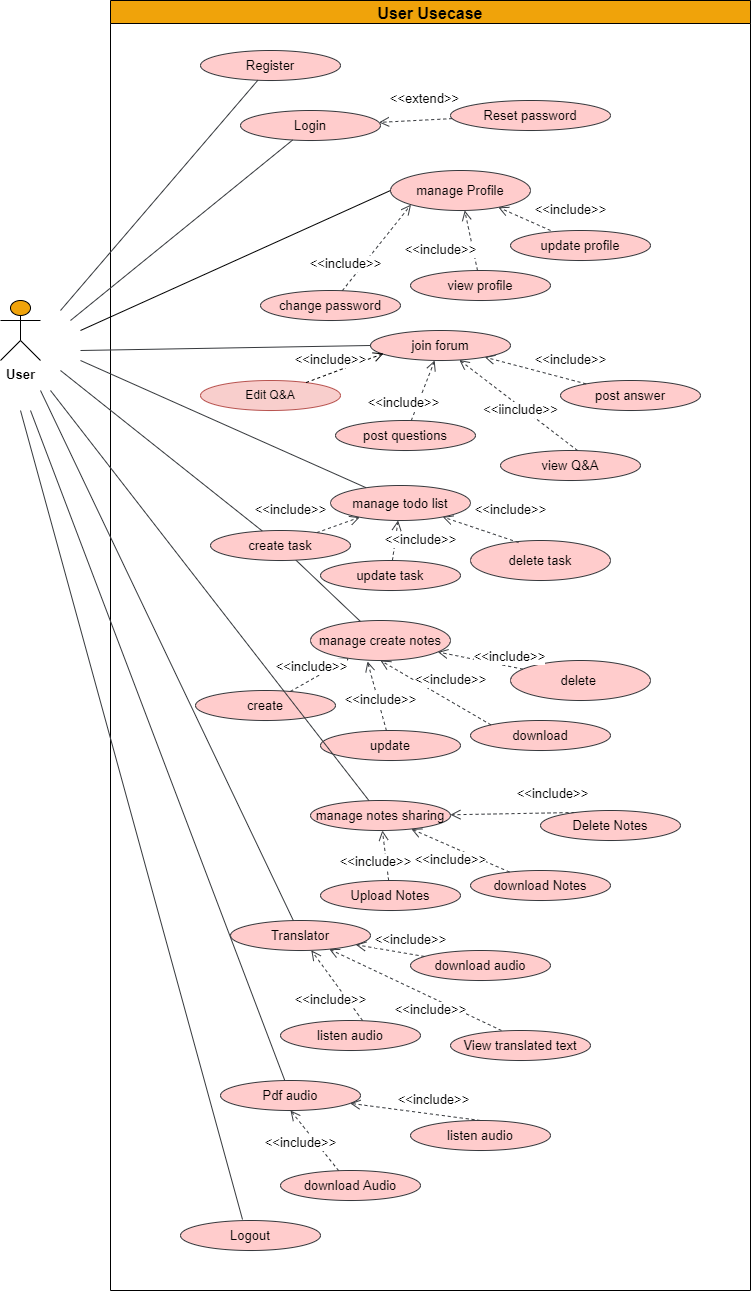 User Usecase
Register
<<extend>>
Reset password
Login
manage Profile
<<include>>
update profile
<<include>>
<<include>>
view profile
change password
User
join forum
<<include>>
<<include>>
Edit Q&A
post answer
<<include>>
<<iinclude>>
post questions
view Q&A
manage todo list
<<include>>
<<include>>
create task
<<include>>
delete task
update task
manage create notes
<<include>>
<<include>>
<<include>>
delete
create
<<include>>
download
update
<<include>>
manage notes sharing
Delete Notes
<<include>>
<<include>>
download Notes
Upload Notes
Translator
<<include>>
download audio
<<include>>
<<include>>
listen audio
View translated text
Pdf audio
<<include>>
listen audio
<<include>>
download Audio
Logout